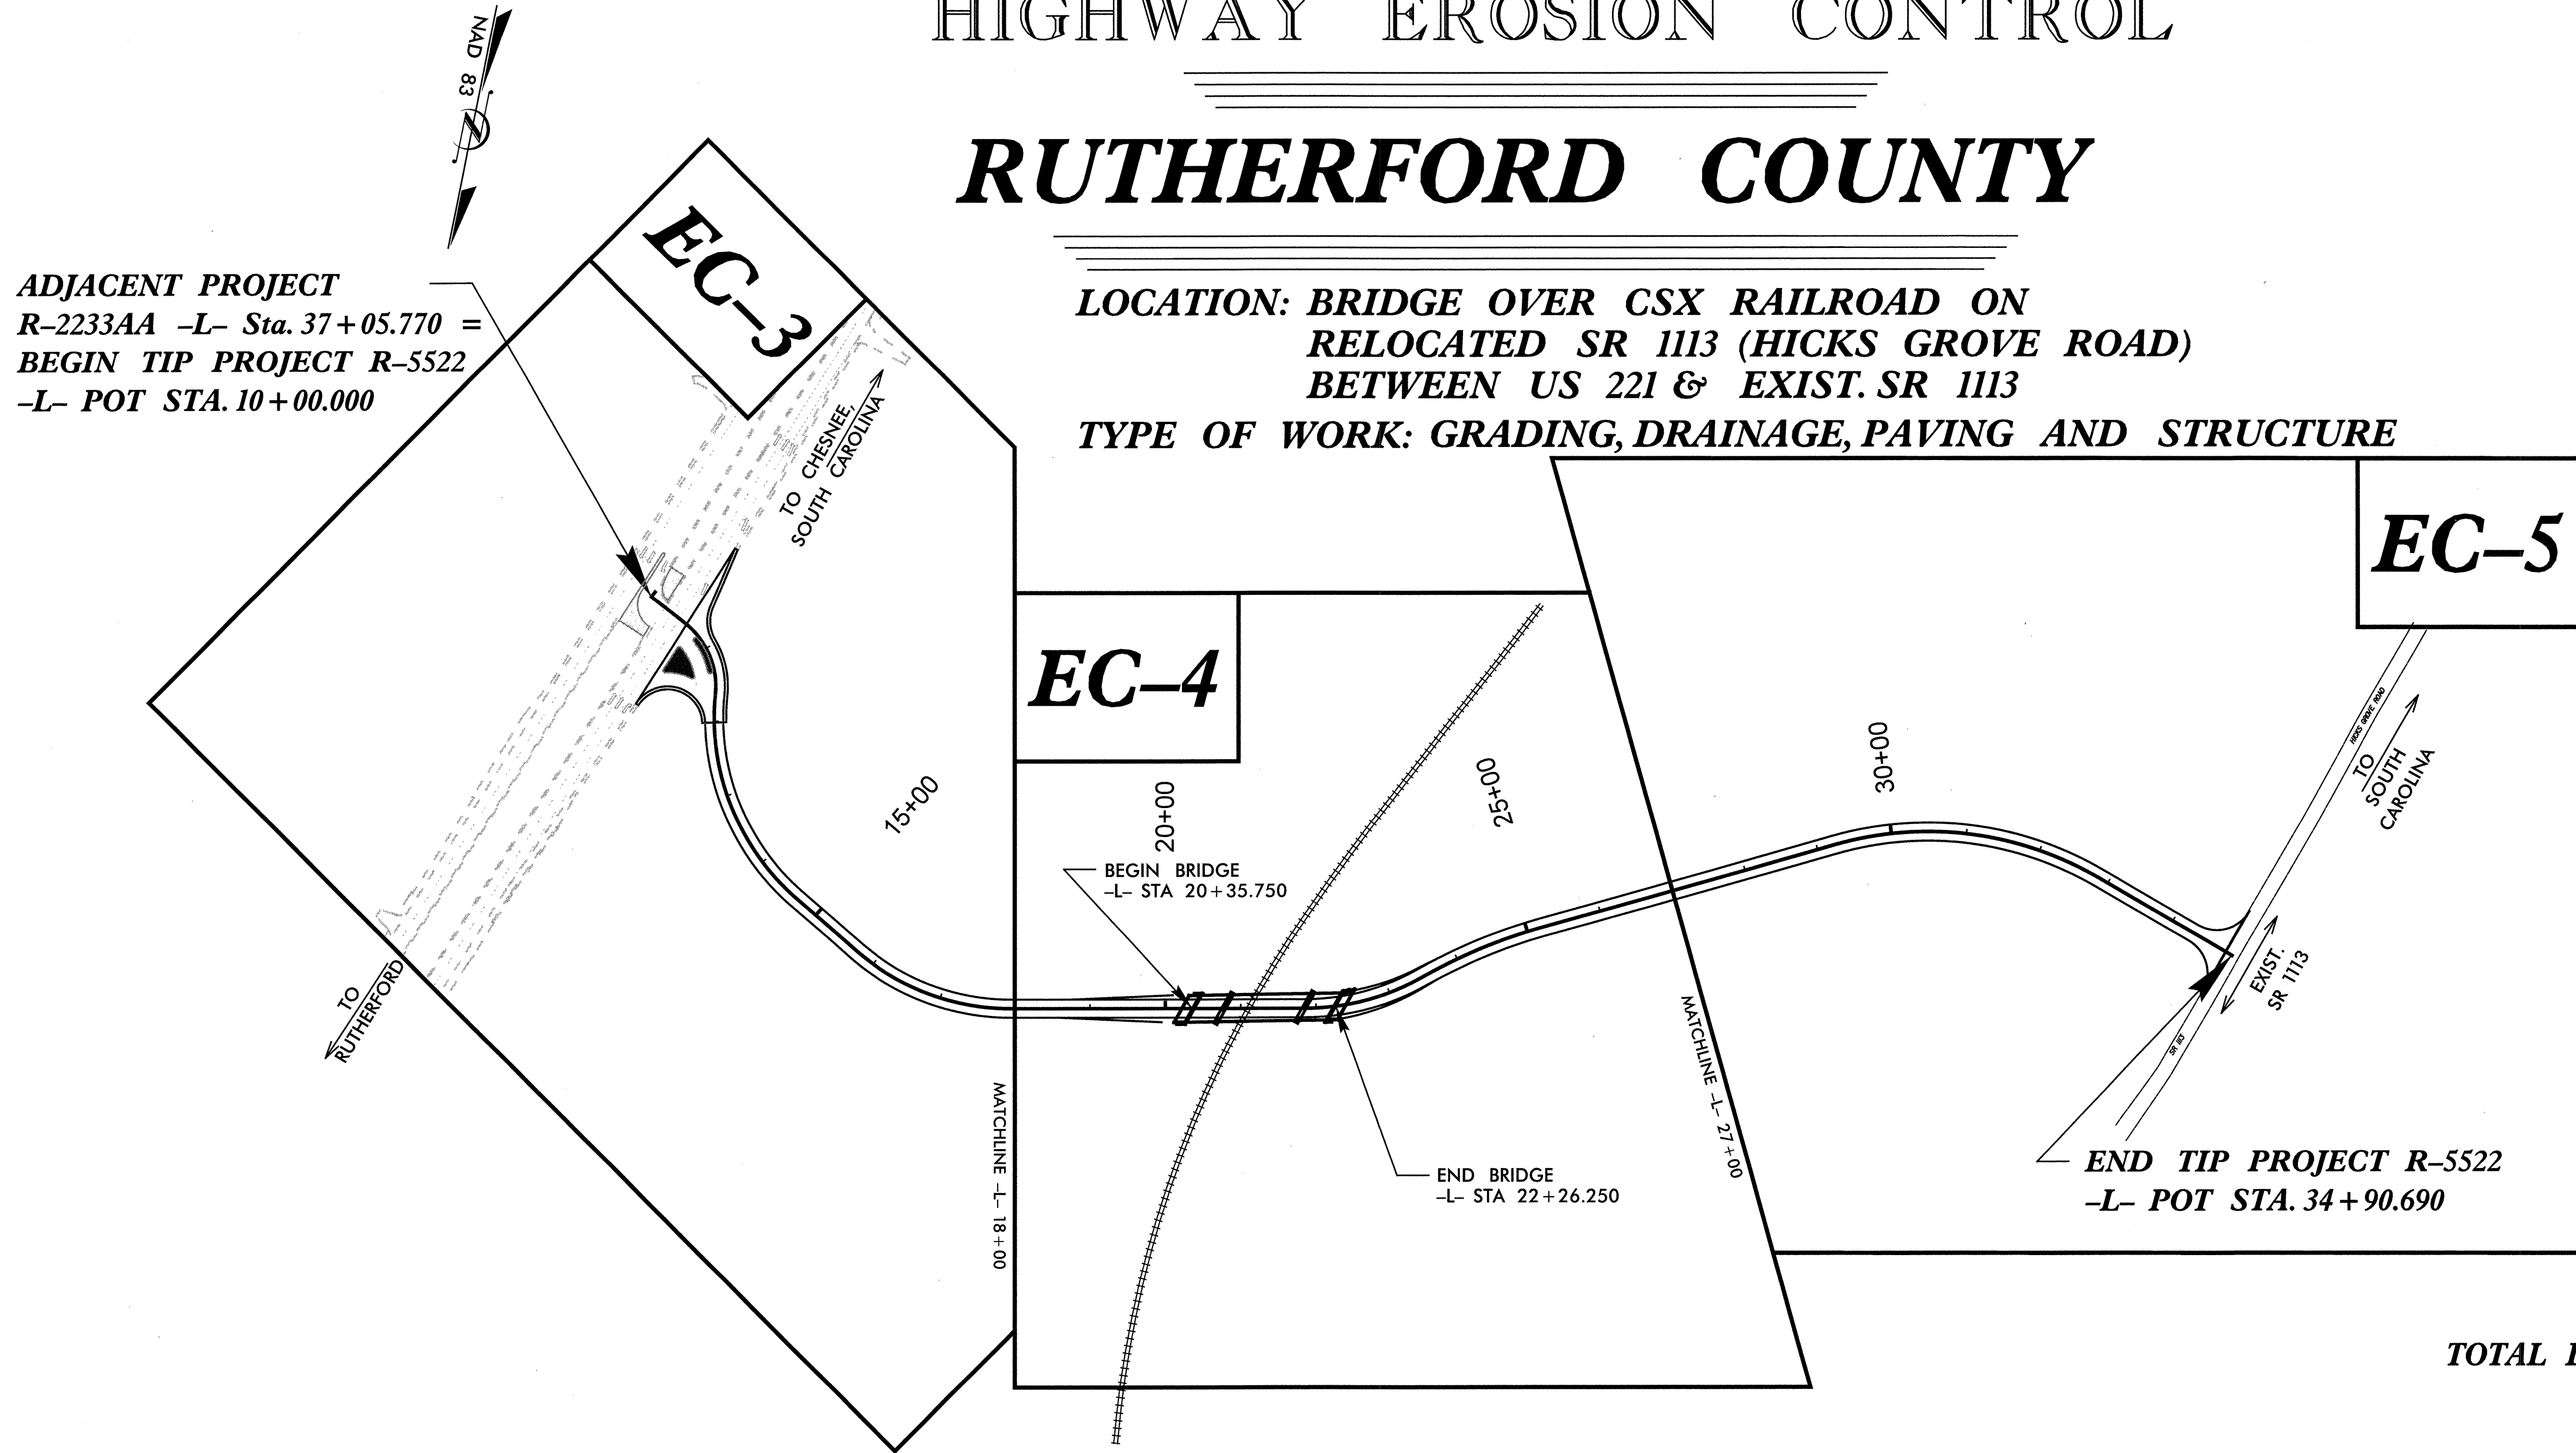 HIGHWAY EROSION CONTROL
RUTHERFORD COUNTY
NAD 83
LOCATION: BRIDGE OVER CSX RAILROAD ON
RELOCATED SR 1113 (HICKS GROVE ROAD)
BETWEEN US 221 & EXIST. SR 1113
TYPE OF WORK: GRADING, DRAINAGE, PAVING AND STRUCTURE
ADJACENT PROJECT
R-2233AA -L- Sta. 37+05.770 =
BEGIN TIP PROJECT R-5522
-L- POT STA. 10+00.000
EC-3
TO CHESNEE,
SOUTH CAROLINA
15+00
TO
RUTHERFORD
MATCHLINE -L- 18+00
EC-4
20+00
BEGIN BRIDGE
-L- STA 20+35.750
25+00
END BRIDGE
-L- STA 22+26.250
MATCHLINE -L- 27+00
EC-5
30+00
HICKS GROVE ROAD
TO
SOUTH
CAROLINA
EXIST.
SR 1113
SR 1113
END TIP PROJECT R-5522
-L- POT STA. 34+90.690
TOTAL